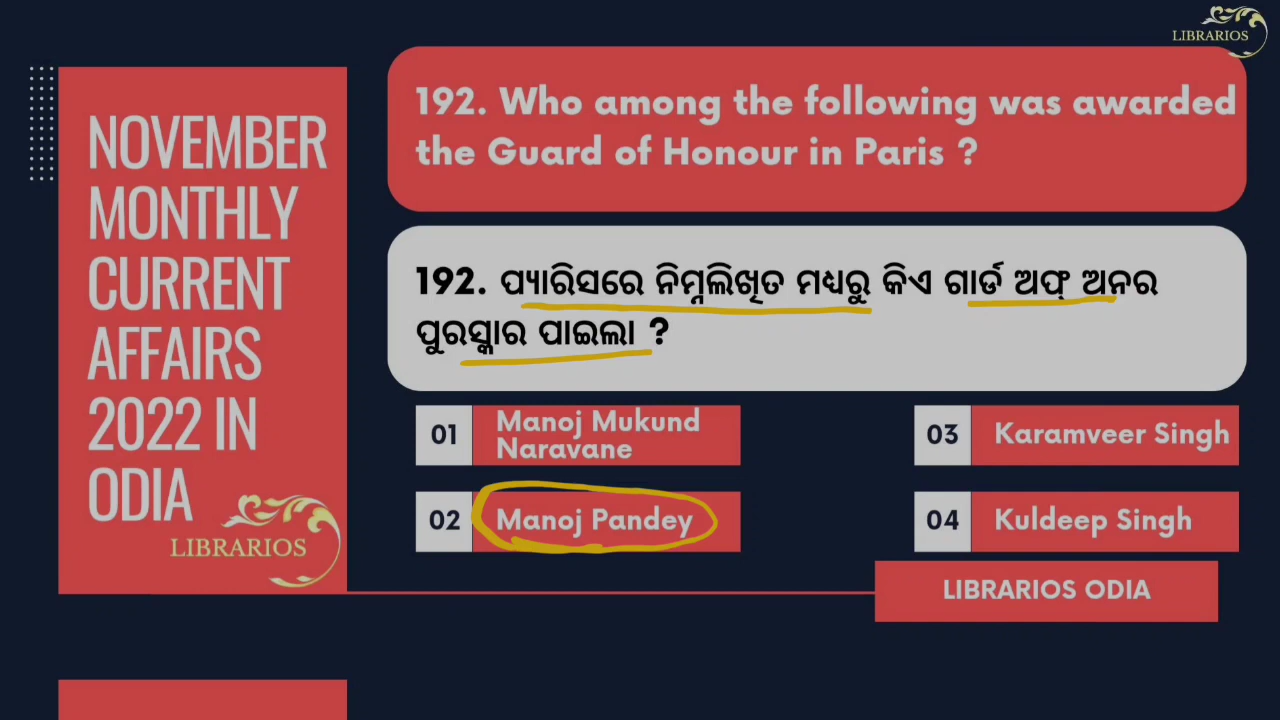 LIBRARIOS
NOVEMBER
MONTHLY
CURRENT
AFFAIRS
2022 IN
ODIA
LIBRARIOS
192. Who among the following was awarded
the Guard of Honour in Paris ?
192. ପ୍ୟାରିସରେ ନିମ୍ନଲିଖିତ ମଧ୍ୟରୁ କିଏ ଗାର୍ଡ ଅଫ୍ ଅନର
ପୁରସ୍କାର ପାଇଲା ?
01 Manoj Mukund
Naravane
02 Manoj Pandey
03 Karamveer Singh
04 Kuldeep Singh
LIBRARIOS ODIA